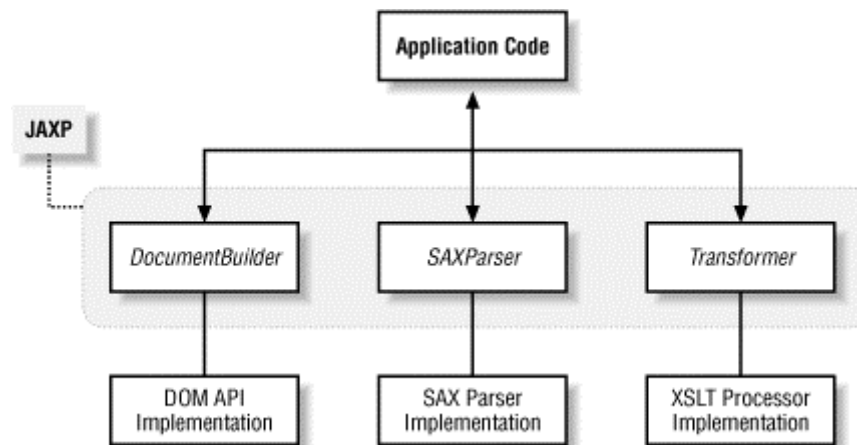 Application Code
JAXP
DocumentBuilder
SAXParser
Transformer
DOM API
Implementation
SAX Parser
Implementation
XSLT Processor
Implementation